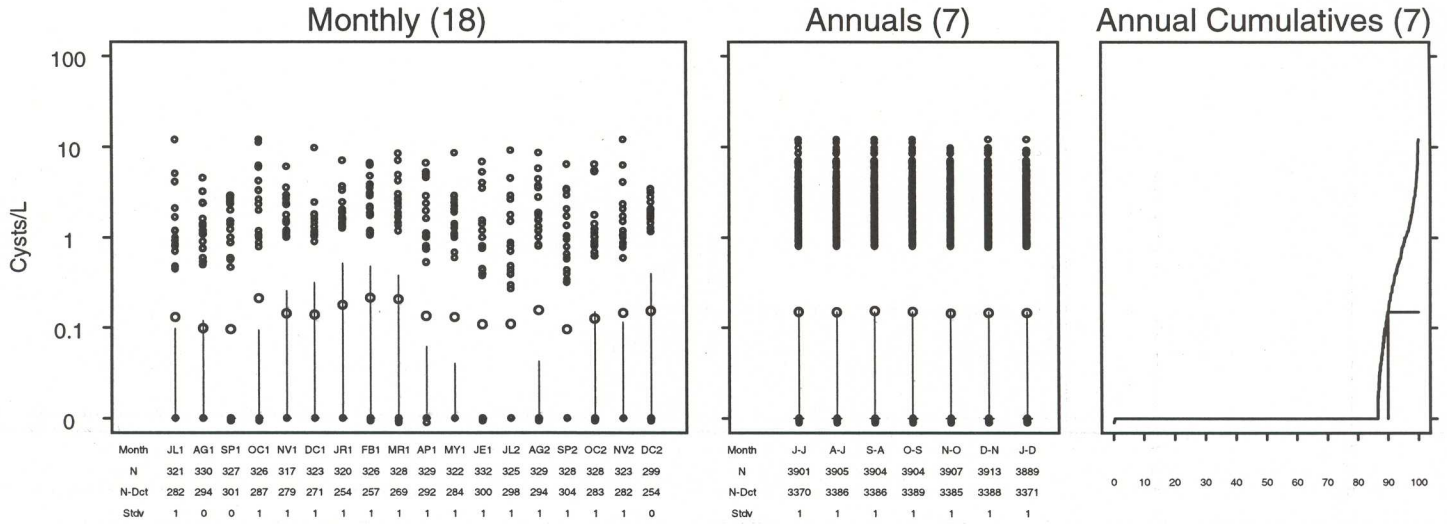 Monthly (18) Annuals (7) Annual Cumulatives (7)
Cysts/L
100
10
1
0.1
0
Month JL1 AG1 SP1 OC1 NV1 DC1 JR1 FB1 MR1 AP1 MY1 JE1 JL2 AG2 SP2 OC2 NV2 DC2
N 321 330 327 326 317 323 320 326 328 329 322 332 325 329 328 328 323 299
N-Dct 282 294 301 287 279 271 254 257 269 292 284 300 298 294 304 283 282 254
Stdv 1 0 0 1 1 1 1 1 1 1 1 1 1 1 1 1 1 0
Month J-J A-J S-A O-S N-O D-N J-D
N 3901 3905 3904 3904 3907 3913 3889
N-Dct 3370 3386 3386 3389 3385 3388 3371
Stdv 1 1 1 1 1 1 1
0 10 20 30 40 50 60 70 80 90 100